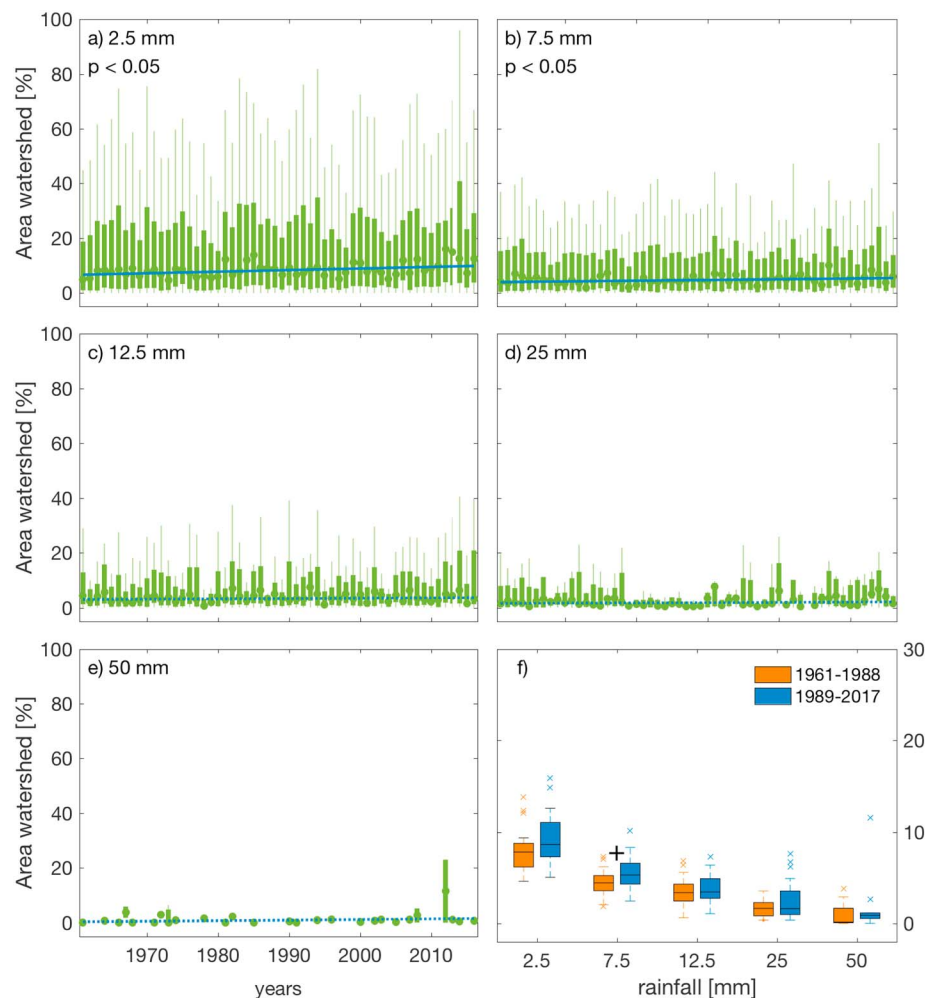 100
80
60
40
20
0
Area watershed [%]
a) 2.5 mm
p < 0.05
b) 7.5 mm
p < 0.05
100
80
60
40
20
0
Area watershed [%]
c) 12.5 mm
d) 25 mm
100
80
60
40
20
0
Area watershed [%]
e) 50 mm
1970
1980
1990
2000
2010
years
f)
1961-1988
1989-2017
30
20
10
0
2.5
7.5
12.5
25
50
rainfall [mm]